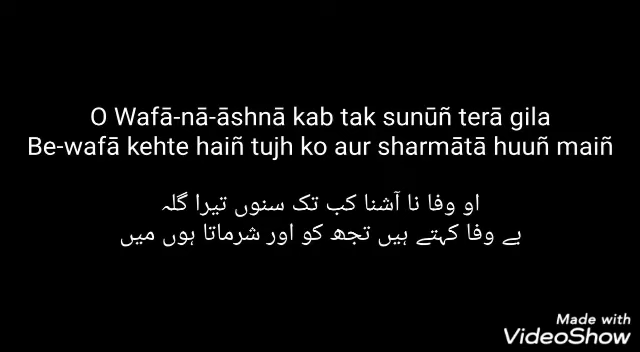 O Wafā-nā-āshnā kab tak sunūñ terā gila
Be-wafā kehte haiñ tujh ko aur sharmātā huuñ maiñ
او وفا نا آشنا کب تک سنوں تیرا گلہ
بے وفا کہتے ہیں تجھ کو اور شرماتا ہوں میں
Made with
VideoShow